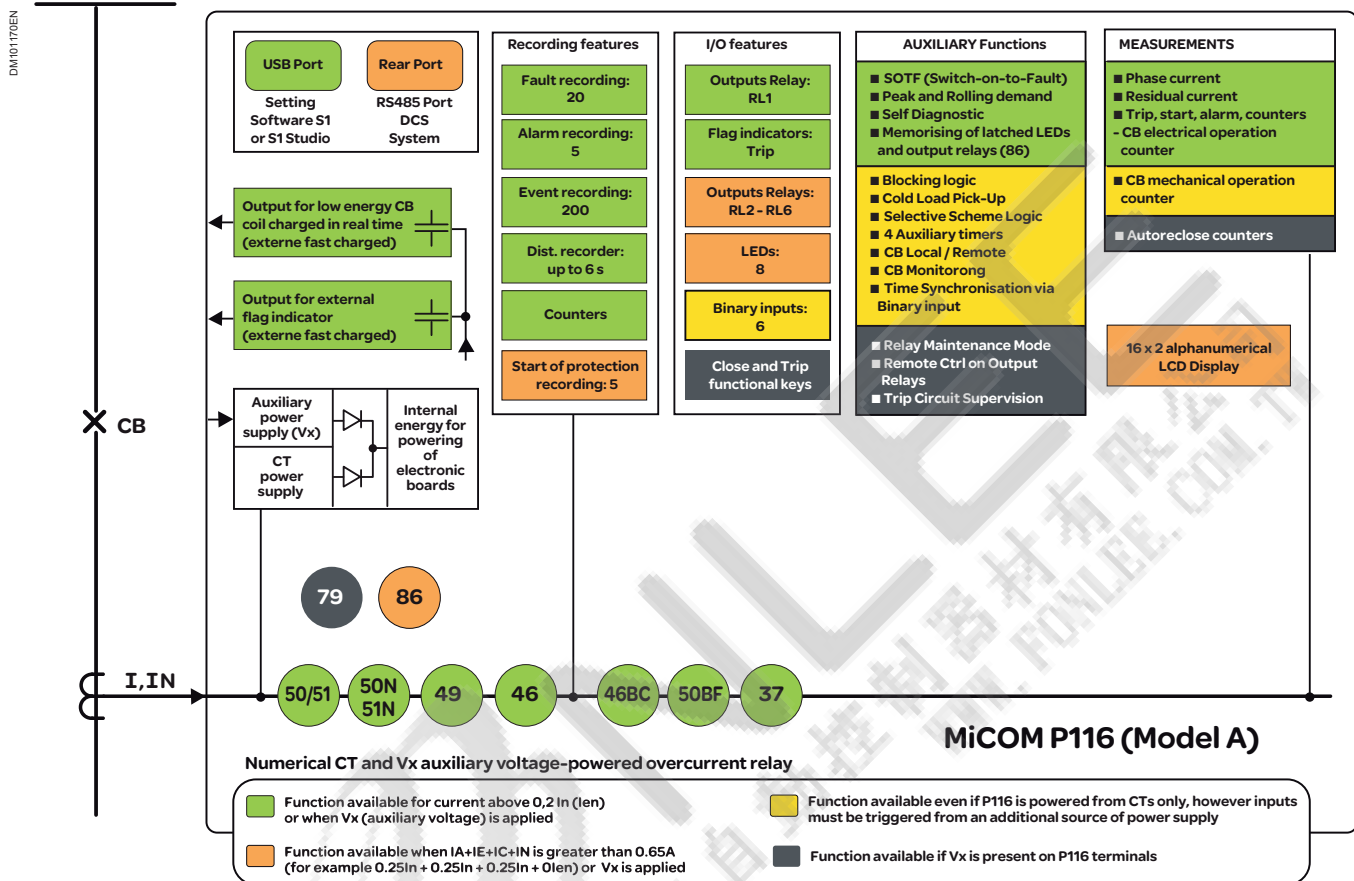 DM101170EN
USB Port
Rear Port
Setting
Software S1
or S1 Studio
RS485 Port
DCS
System
Output for low energy CB
coil charged in real time
(externe fast charged)
Output for external
flag indicator
(externe fast charged)
Auxiliary
power
supply (Vx)
CT
power
supply
Internal
energy for
powering
of
electronic
boards
CB
Recording features
Fault recording:
20
Alarm recording:
5
Event recording:
200
Dist. recorder:
up to 6 s
Counters
Start of protection
recording: 5
I/O features
Outputs Relay:
RL1
Flag indicators:
Trip
Outputs Relays:
RL2 - RL6
LEDs:
8
Binary inputs:
6
Close and Trip
functional keys
AUXILIARY Functions
■ SOTF (Switch-on-to-Fault)
■ Peak and Rolling demand
■ Self Diagnostic
■ Memorising of latched LEDs
and output relays (86)
■ Blocking logic
■ Cold Load Pick-Up
■ Selective Scheme Logic
■ 4 Auxiliary timers
■ CB Local / Remote
■ CB Monitorong
■ Time Synchronisation via
Binary input
■ Relay Maintenance Mode
■ Remote Ctrl on Output
Relays
■ Trip Circuit Supervision
MEASUREMENTS
■ Phase current
■ Residual current
■ Trip, start, alarm, counters
- CB electrical operation
counter
■ CB mechanical operation
counter
■ Autoreclose counters
16 x 2 alphanumerical
LCD Display
79
86
I,IN
50/51
50N
51N
49
46
46BC
50BF
37
MiCOM P116 (Model A)
Numerical CT and Vx auxiliary voltage-powered overcurrent relay
Function available for current above 0,2 In (Ien)
or when Vx (auxiliary voltage) is applied
Function available when IA+IE+IC+IN is greater than 0.65A
(for example 0.25In + 0.25In + 0.25In + 0Ien) or Vx is applied
Function available even if P116 is powered from CTs only, however inputs
must be triggered from an additional source of power supply
Function available if Vx is present on P116 terminals
WWW.FONLEE.COM.TW